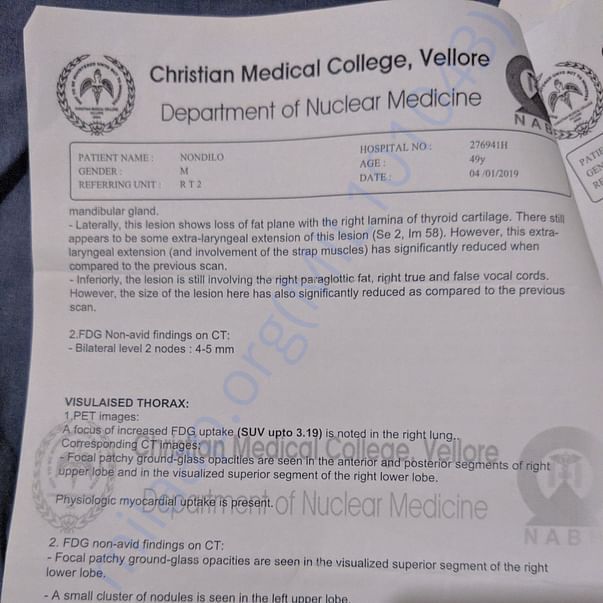 Christian Medical College, Vellore
Department of Nuclear Medicine
NAB
PATIENT NAME : NONDILO
GENDER : M
REFERRING UNIT : R T 2
HOSPITAL NO : 276941H
AGE : 49y
DATE : 04 /01/2019
mandibular gland.
- Laterally, this lesion shows loss of fat plane with the right lamina of thyroid cartilage. There still
appears to be some extra-laryngeal extension of this lesion (Se 2, Im 58). However, this extra-
laryngeal extension (and involvement of the strap muscles) has significantly reduced when
compared to the previous scan.
- Inferiorly, the lesion is still involving the right paraglottic fat, right true and false vocal cords.
However, the size of the lesion here has also significantly reduced as compared to the previous
scan.
2.FDG Non-avid findings on CT:
- Bilateral level 2 nodes : 4-5 mm
VISULAISED THORAX:
1.PET images:
A focus of increased FDG uptake (SUV upto 3.19) is noted in the right lung.
Corresponding CT images:
- Focal patchy ground-glass opacities are seen in the anterior and posterior segments of right
upper lobe and in the visualized superior segment of the right lower lobe.
Physiologic myocardial uptake is present.
Christian Medical College, Vellore
Department of Nuclear Medicine
NABH
2. FDG non-avid findings on CT:
- Focal patchy ground-glass opacities are seen in the visualized superior segment of the right
lower lobe.
- A small cluster of nodules is seen in the left upper lobe.